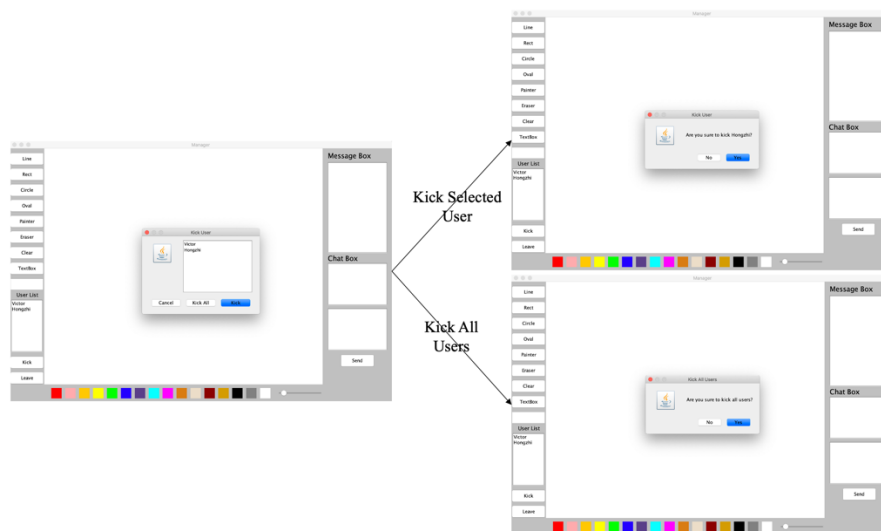 Manager
Line
Rect
Circle
Oval
Painter
Eraser
Clear
TextBox
User List
Victor
Hongzhi
Kick
Leave
Kick User
Victor
Hongzhi
Cancel
Kick All
Kick
Message Box
Chat Box
Send
Kick Selected
User
Kick All
Users
Manager
Line
Rect
Circle
Oval
Painter
Eraser
Clear
TextBox
User List
Victor
Hongzhi
Kick
Leave
Kick User
Are you sure to kick Hongzhi?
No
Yes
Message Box
Chat Box
Send
Manager
Line
Rect
Circle
Oval
Painter
Eraser
Clear
TextBox
User List
Victor
Hongzhi
Kick
Leave
Kick All Users
Are you sure to kick all users?
No
Yes
Message Box
Chat Box
Send